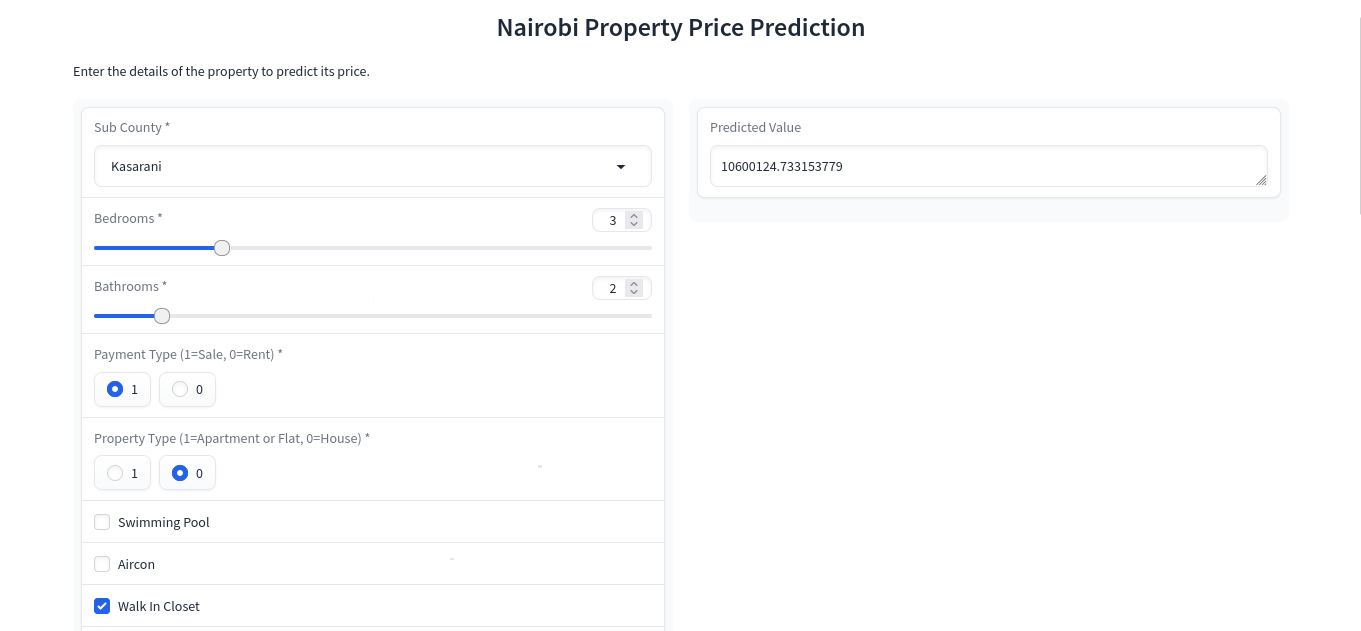 Nairobi Property Price Prediction
Enter the details of the property to predict its price.
Sub County *
Kasarani
Bedrooms *
3
Bathrooms *
2
Payment Type (1=Sale, 0=Rent) *
1 0
Property Type (1=Apartment or Flat, 0=House) *
1 0
Swimming Pool
Aircon
Walk In Closet
Predicted Value
10600124.733153779